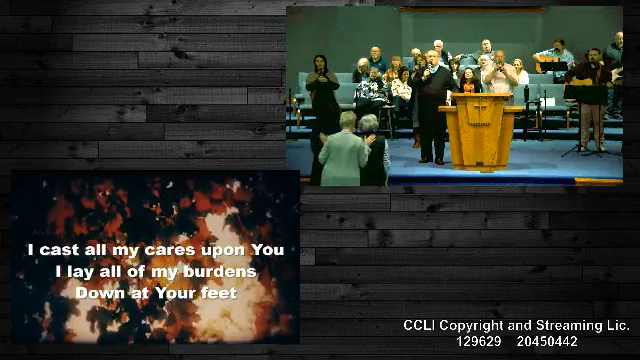 I cast all my cares upon You
I lay all of my burdens
Down at Your feet
CCLI Copyright and Streaming Lic.
129629 20450442